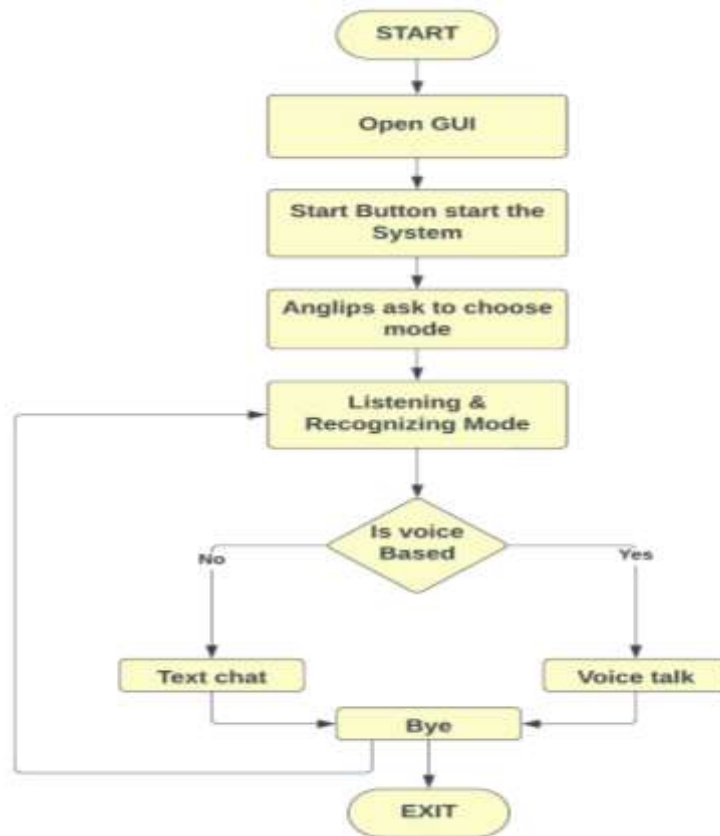 START
Open GUI
Start Button start the
System
Anglips ask to choose
mode
Listening &
Recognizing Mode
Is voice
Based
No
Yes
Text chat
Voice talk
Bye
EXIT